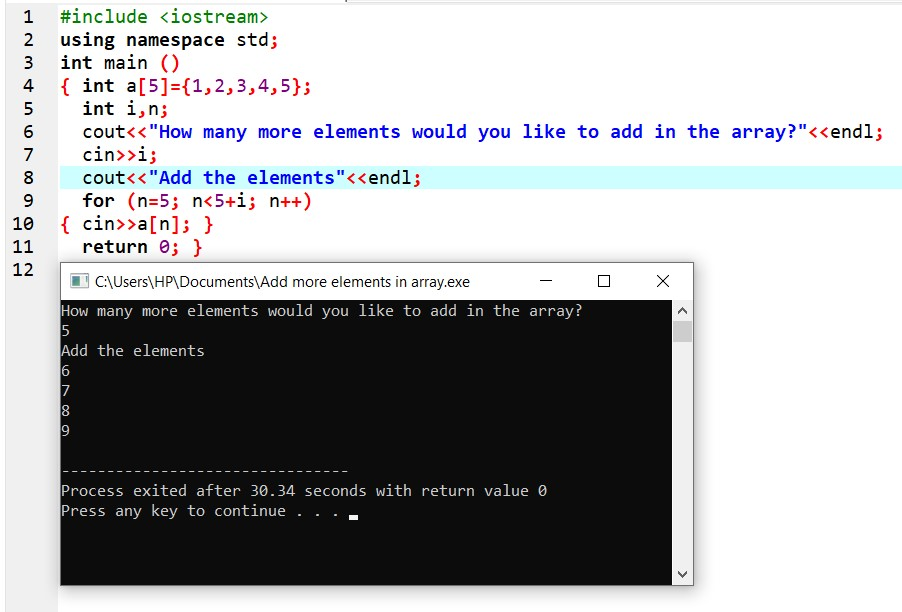 1 #include <iostream>
2 using namespace std;
3 int main ()
4 { int a[5]={1,2,3,4,5};
5 int i,n;
6 cout<<"How many more elements would you like to add in the array?"<<endl;
7 cin>>i;
8 cout<<"Add the elements"<<endl;
9 for (n=5; n<5+i; n++)
10 { cin>>a[n]; }
11 return 0; }
12
C:\Users\HP\Documents\Add more elements in array.exe
How many more elements would you like to add in the array?
5
Add the elements
6
7
8
9
--------------------------------
Process exited after 30.34 seconds with return value 0
Press any key to continue . . .